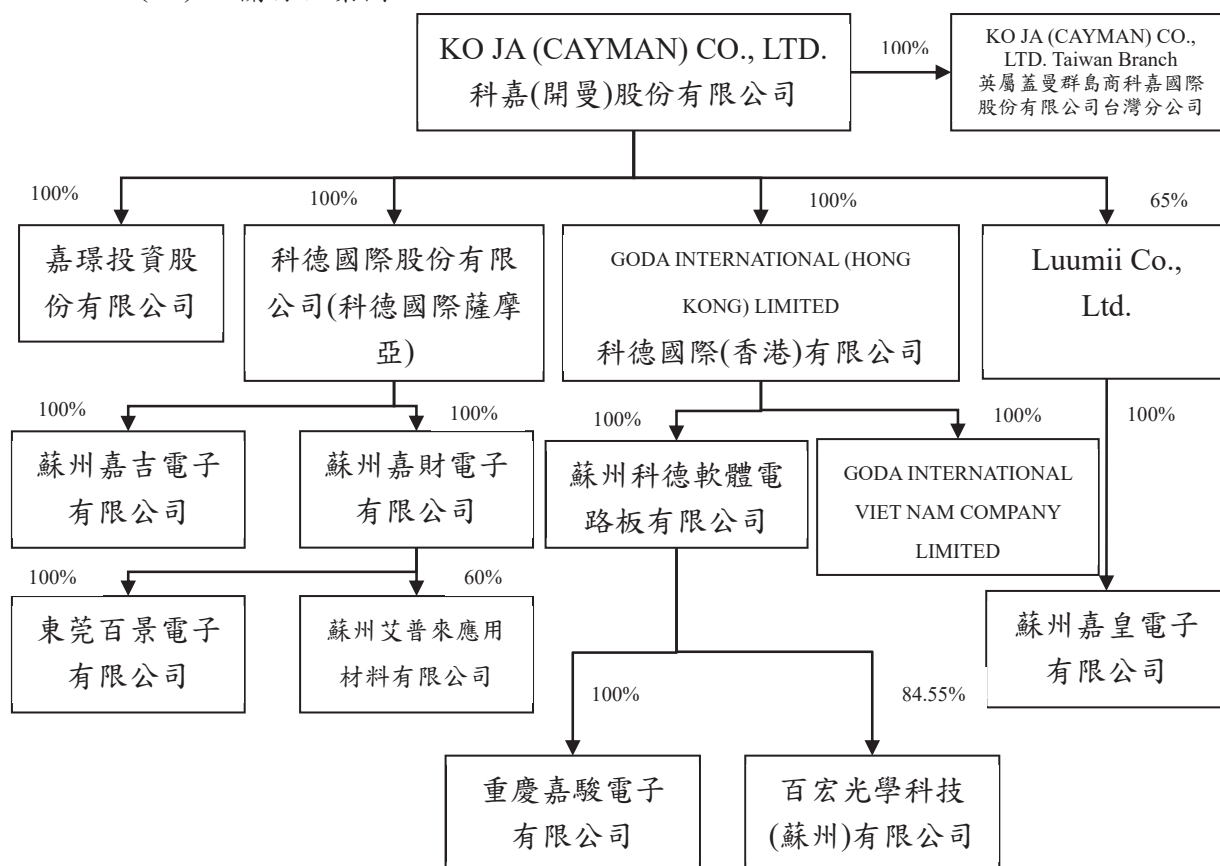 KO JA (CAYMAN) CO., LTD.
科嘉(開曼)股份有限公司
100%
KO JA (CAYMAN) CO.,
LTD. Taiwan Branch
英屬蓋曼群島商科嘉國際
股份有限公司台灣分公司
100%
100%
100%
65%
嘉璟投資股
份有限公司
科德國際股份有限
公司(科德國際薩摩
亞)
GODA INTERNATIONAL (HONG
KONG) LIMITED
科德國際(香港)有限公司
Luumii Co.,
Ltd.
100%
100%
100%
100%
100%
蘇州嘉吉電子
有限公司
蘇州嘉財電子
有限公司
蘇州科德軟體電
路板有限公司
GODA INTERNATIONAL
VIET NAM COMPANY
LIMITED
100%
60%
東莞百景電子
有限公司
蘇州艾普來應用
材料有限公司
蘇州嘉皇電子
有限公司
100%
84.55%
重慶嘉駿電子
有限公司
百宏光學科技
(蘇州)有限公司